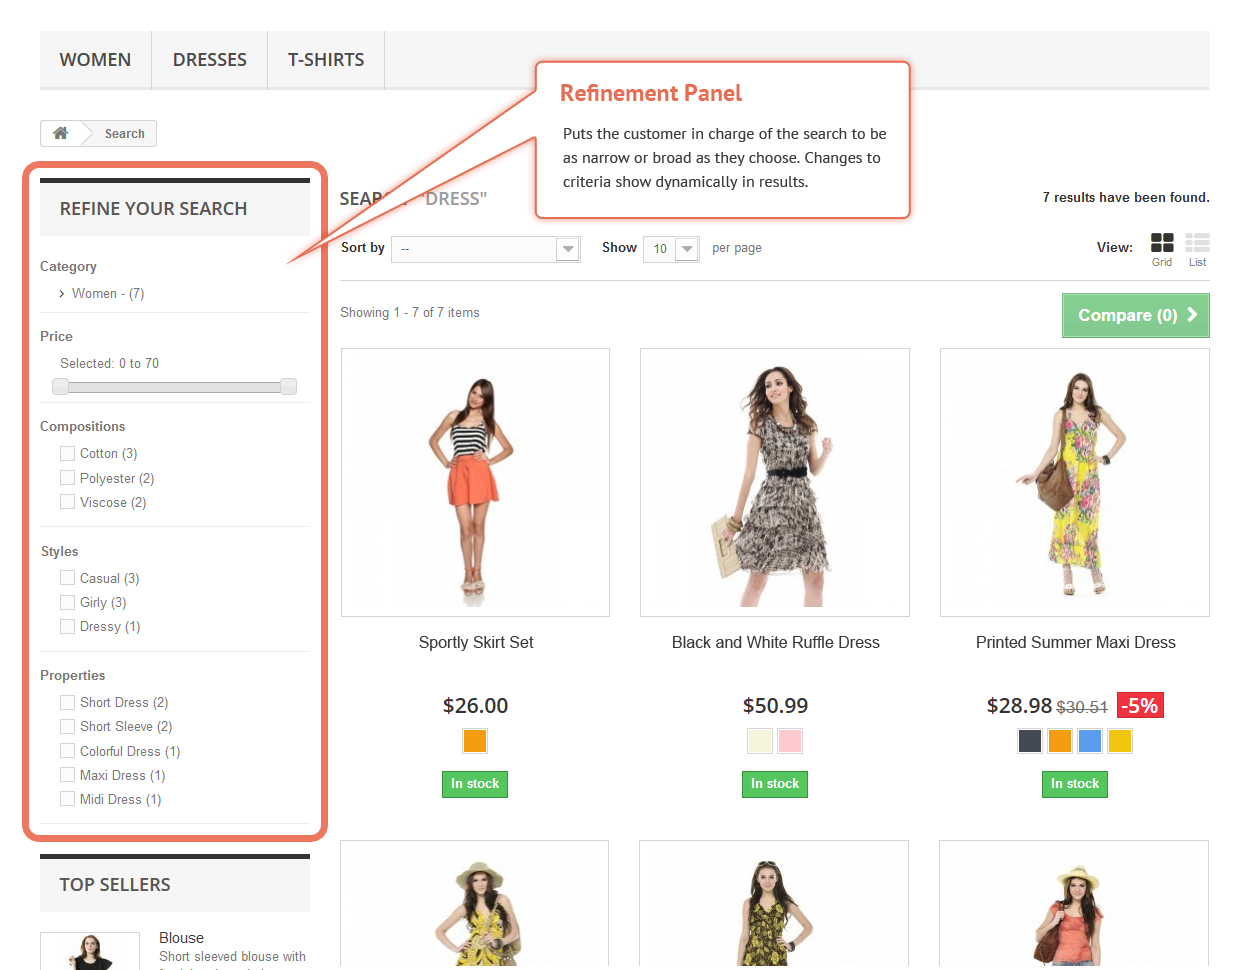 WOMEN
DRESSES
T-SHIRTS
Refinement Panel
Puts the customer in charge of the search to be
as narrow or broad as they choose. Changes to
criteria show dynamically in results.
Search
REFINE YOUR SEARCH
Category
Women - (7)
Price
Selected: 0 to 70
Compositions
Cotton (3)
Polyester (2)
Viscose (2)
Styles
Casual (3)
Girly (3)
Dressy (1)
Properties
Short Dress (2)
Short Sleeve (2)
Colorful Dress (1)
Maxi Dress (1)
Midi Dress (1)
TOP SELLERS
Blouse
Short sleeved blouse with
"DRESS"
7 results have been found.
Sort by
--
Show
10
per page
View:
Grid
List
Showing 1 - 7 of 7 items
Compare (0)
Sportly Skirt Set
$26.00
In stock
Black and White Ruffle Dress
$50.99
In stock
Printed Summer Maxi Dress
$28.98 $30.51 -5%
In stock